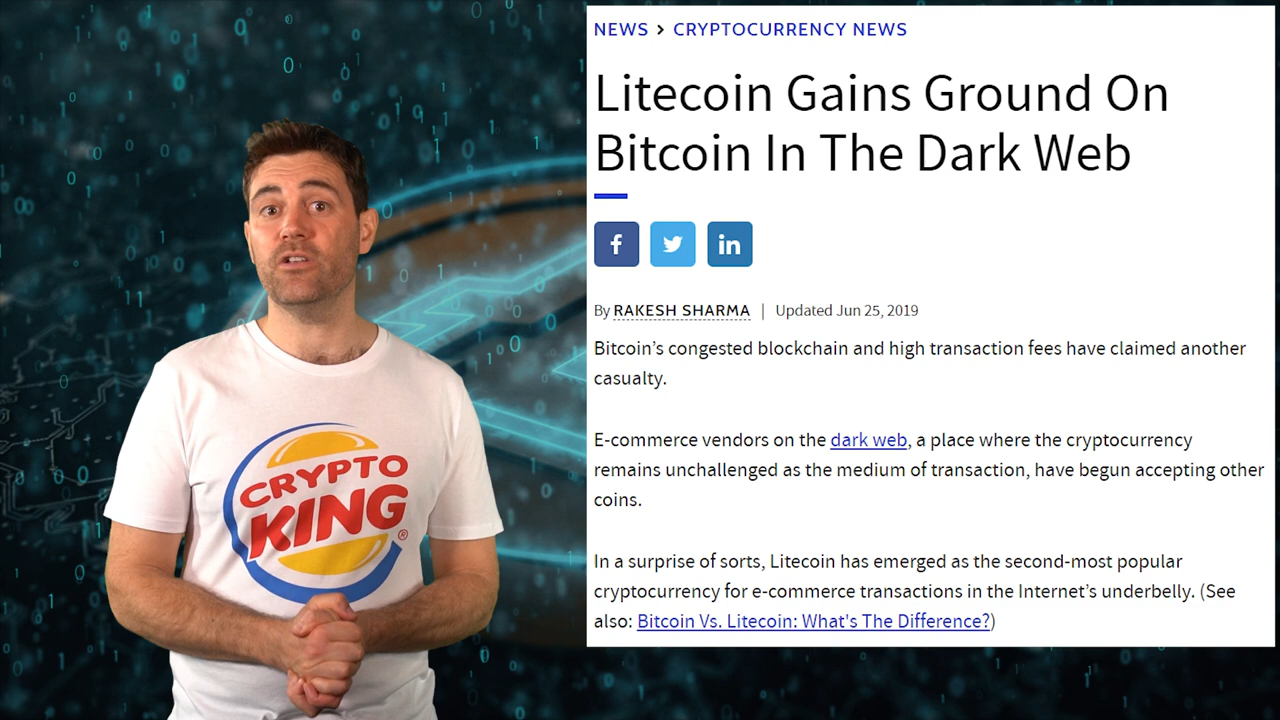 NEWS > CRYPTOCURRENCY NEWS
Litecoin Gains Ground On
Bitcoin In The Dark Web
f
in
By RAKESH SHARMA | Updated Jun 25, 2019
Bitcoin’s congested blockchain and high transaction fees have claimed another
casualty.
E-commerce vendors on the dark web, a place where the cryptocurrency
remains unchallenged as the medium of transaction, have begun accepting other
coins.
In a surprise of sorts, Litecoin has emerged as the second-most popular
cryptocurrency for e-commerce transactions in the Internet’s underbelly. (See
also: Bitcoin Vs. Litecoin: What's The Difference?)
CRYPTO
KING®